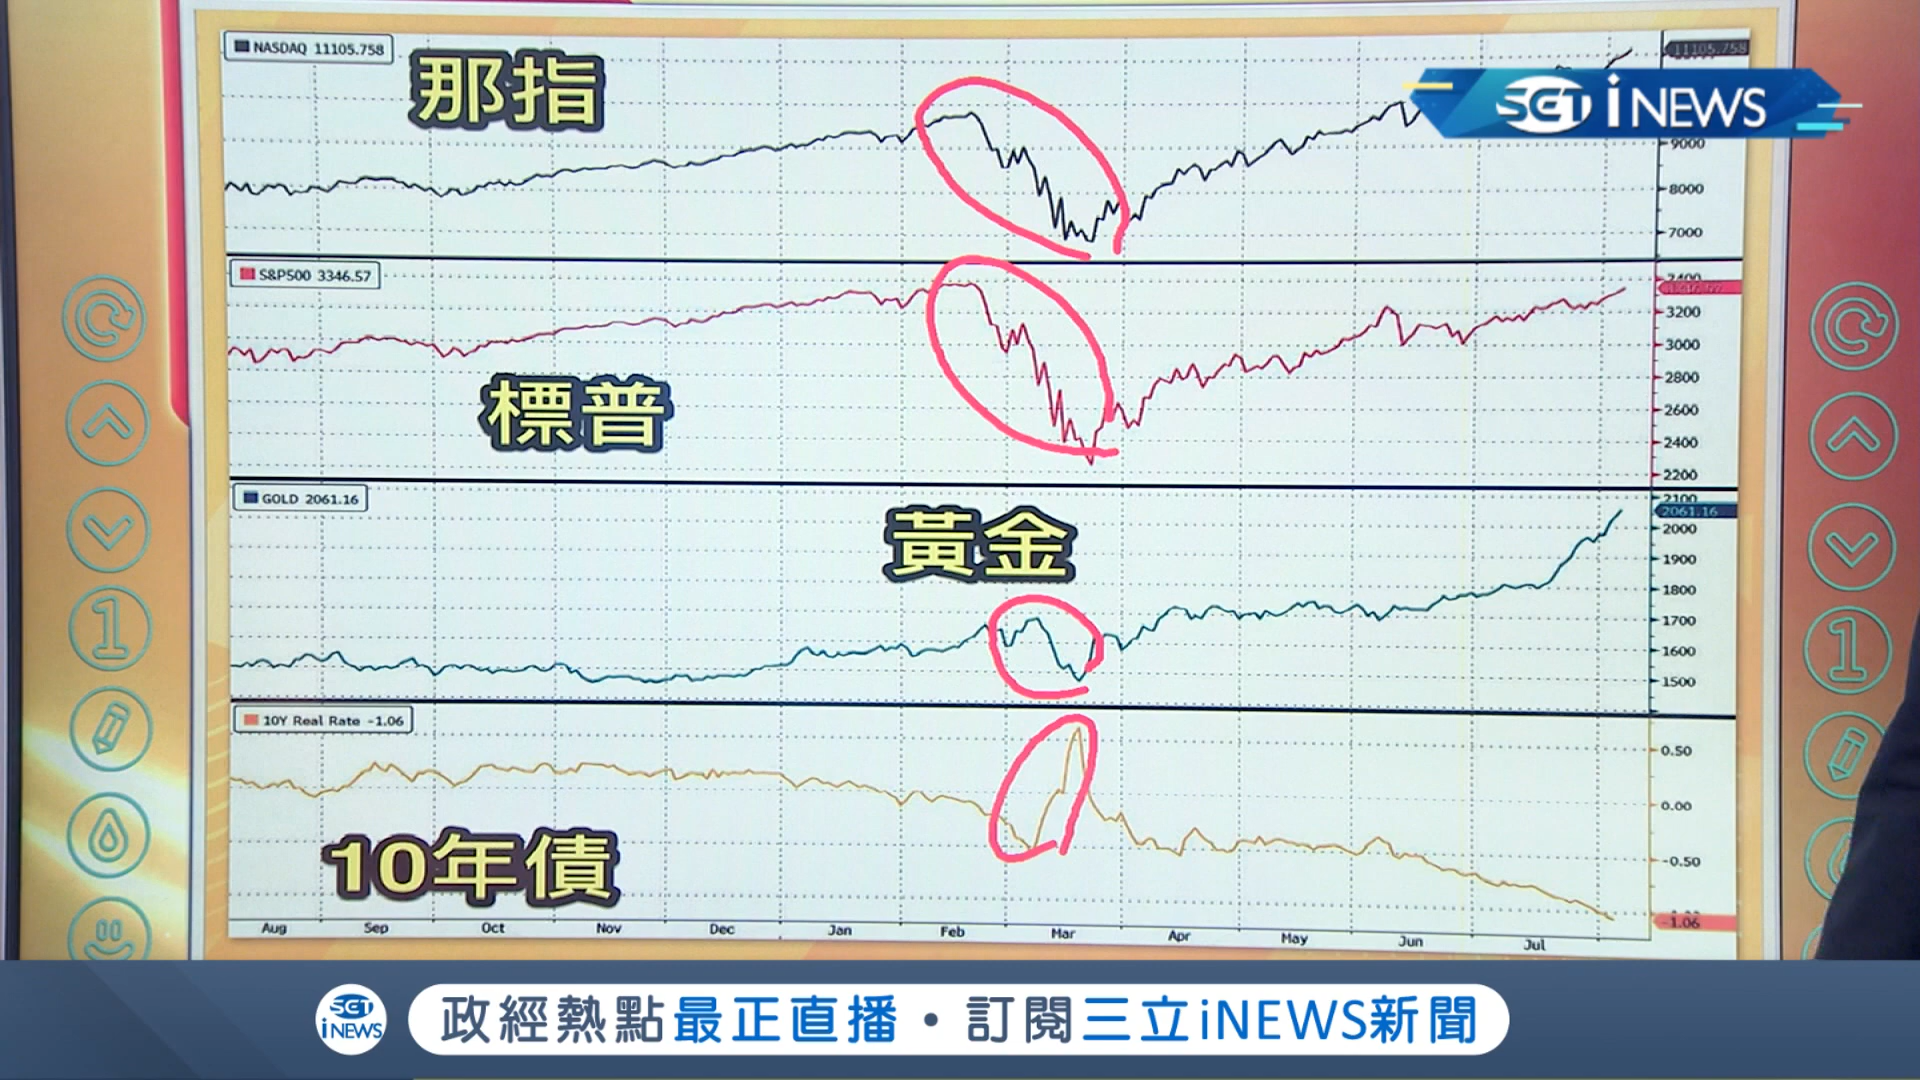 NASDAQ 11105.758
那指
11105.758
SET iNEWS
9000
8000
7000
S&P500 3346.57
標普
3200
3000
2800
2600
2400
2200
GOLD 2061.16
黃金
2100
2061.16
2000
1900
1800
1700
1600
1500
10Y Real Rate -1.06
10年債
0.50
0.00
-0.50
-1.06
Aug Sep Oct Nov Dec Jan Feb Mar Apr May Jun Jul
1
1
SET iNEWS
政經熱點最正直播・訂閱三立iNEWS新聞